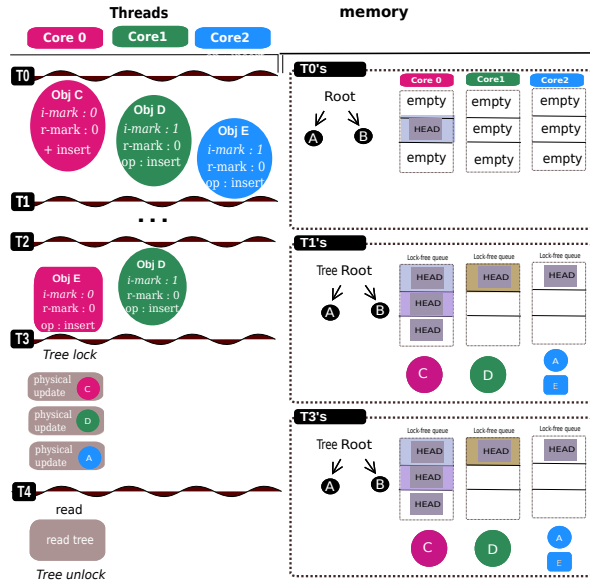 Threads
memory
Core 0
Core1
Core2
T0
Obj C
i-mark : 0
r-mark : 0
+ insert
Obj D
i-mark : 1
r-mark : 0
op : insert
Obj E
i-mark : 1
r-mark : 0
op : insert
T1
...
T2
Obj E
i-mark : 0
r-mark : 0
op : insert
Obj D
i-mark : 1
r-mark : 0
op : insert
T3
Tree lock
physical
update
C
physical
update
D
physical
update
A
T4
read
read tree
Tree unlock
T0's
Core 0
Core1
Core2
Root
A
B
empty
empty
empty
HEAD
empty
empty
empty
empty
empty
T1's
Lock-free queue
Lock-free queue
Lock-free queue
Tree Root
A
B
HEAD
HEAD
HEAD
HEAD
HEAD
C
D
A
E
T3's
Lock-free queue
Lock-free queue
Lock-free queue
Tree Root
A
B
HEAD
HEAD
HEAD
HEAD
HEAD
C
D
A
E